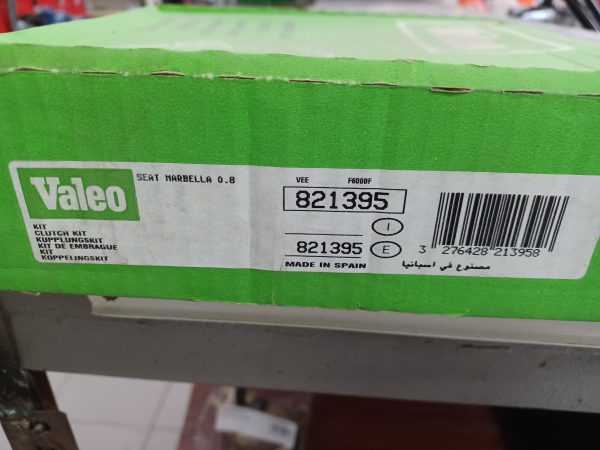 Valeo
SEAT MARBELLA 0.8
KIT
CLUTCH KIT
KUPPLUNGSKIT
KIT DE EMBRAGUE
KIT
KOPPELINGSKIT
VEE F6008F
821395
I
821395 E
MADE IN SPAIN
3 276428 213958
مصنوع في اسبانيا